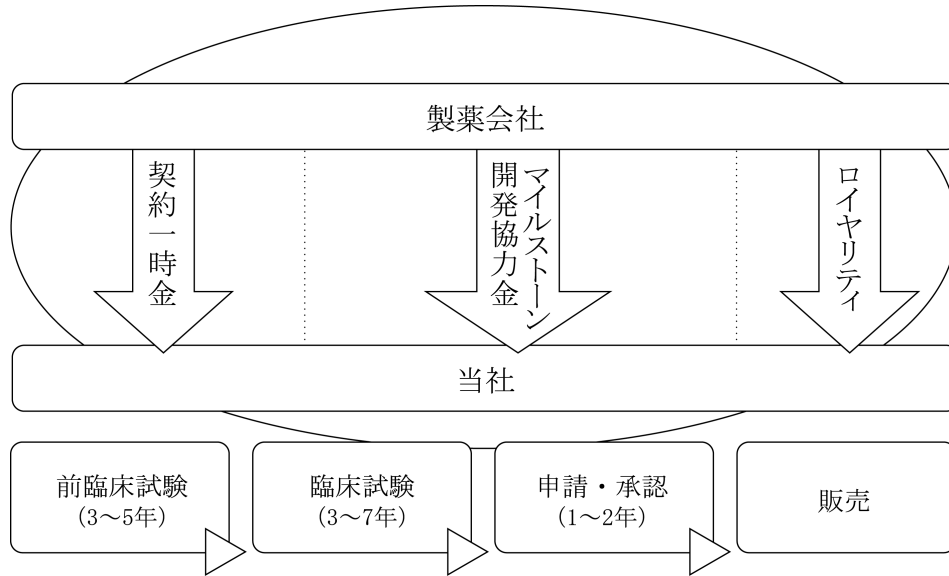 製薬会社
契約一時金
マイルストーン
開発協力金
ロイヤリティ
当社
前臨床試験
(3～5年)
臨床試験
(3～7年)
申請・承認
(1～2年)
販売